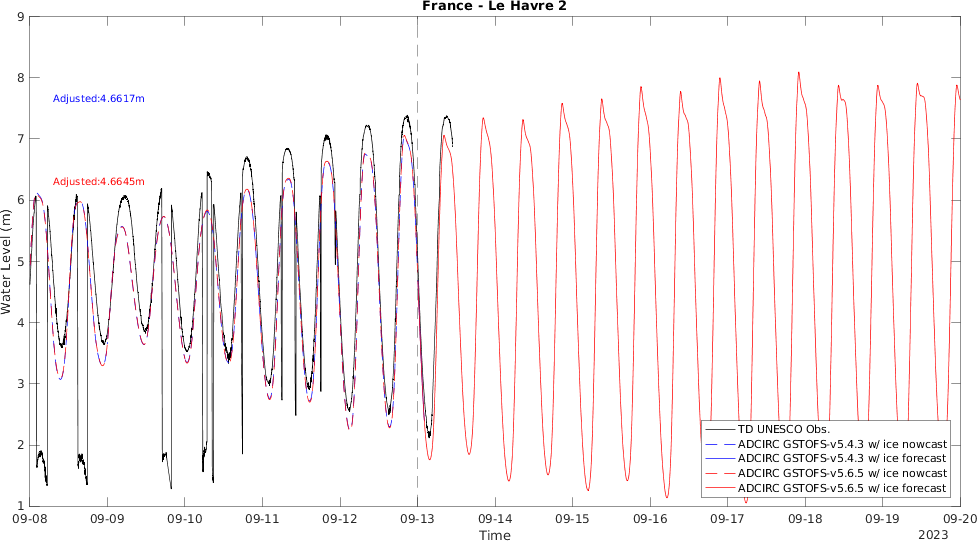 France - Le Havre 2
9
8
Adjusted:4.6617m
7
Adjusted:4.6645m
6
Water Level (m)
5
4
3
2
TD UNESCO Obs.
ADCIRC GSTOFS-v5.4.3 w/ ice nowcast
ADCIRC GSTOFS-v5.4.3 w/ ice forecast
ADCIRC GSTOFS-v5.6.5 w/ ice nowcast
ADCIRC GSTOFS-v5.6.5 w/ ice forecast
1
09-08 09-09 09-10 09-11 09-12 09-13 09-14 09-15 09-16 09-17 09-18 09-19 09-20
Time
2023